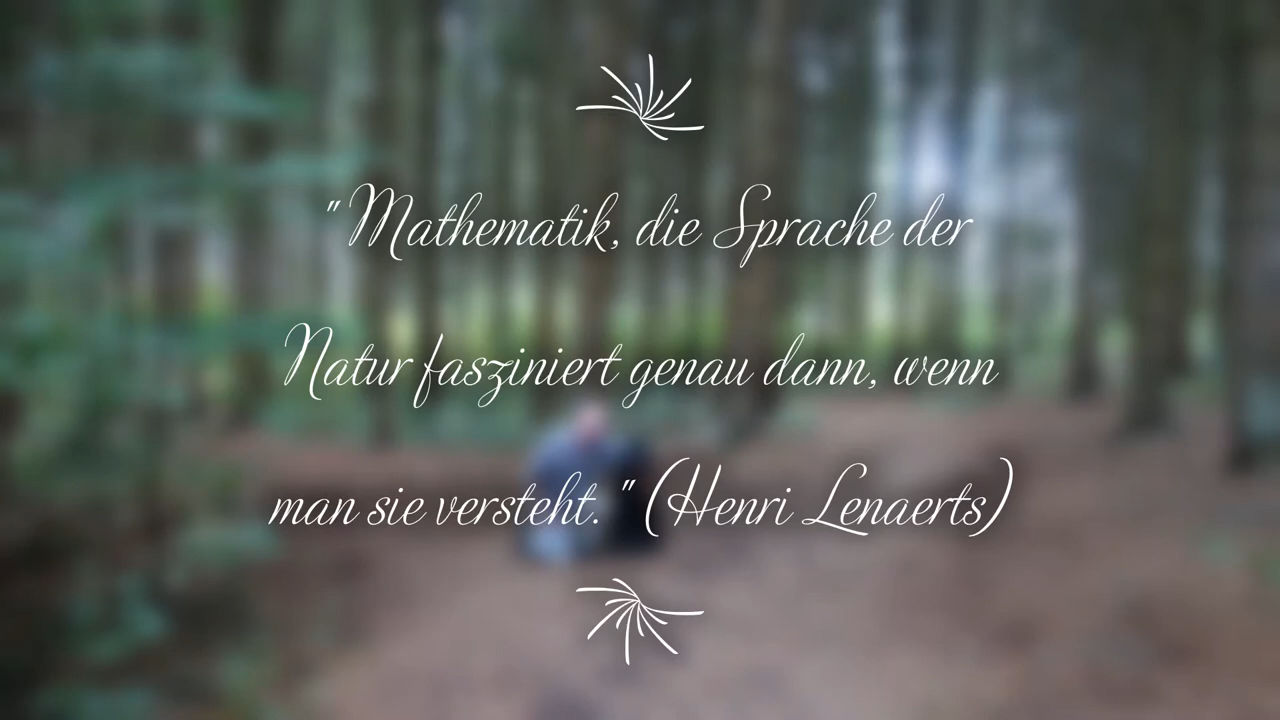 "Mathematik, die Sprache der
Natur fasziniert genau dann, wenn
man sie versteht." (Henri Lenaerts)